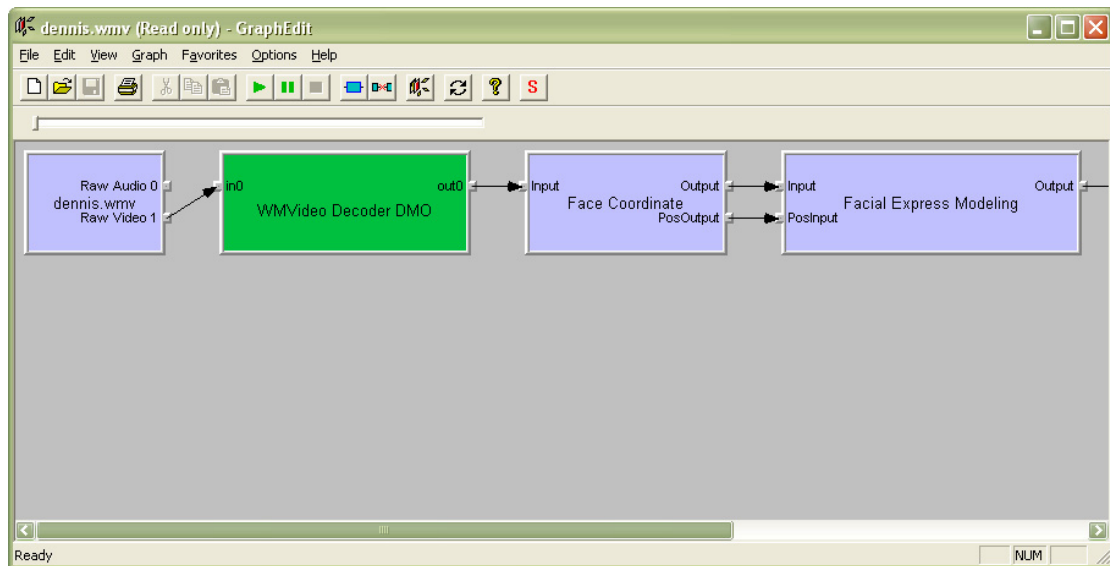 dennis.wmv (Read only) - GraphEdit
File Edit View Graph Favorites Options Help
S
Raw Audio 0
dennis.wmv
Raw Video 1
in0
out0
WMVideo Decoder DMO
Input
Output
Face Coordinate
PosOutput
Input
Output
Facial Express Modeling
PosInput
Ready
NUM